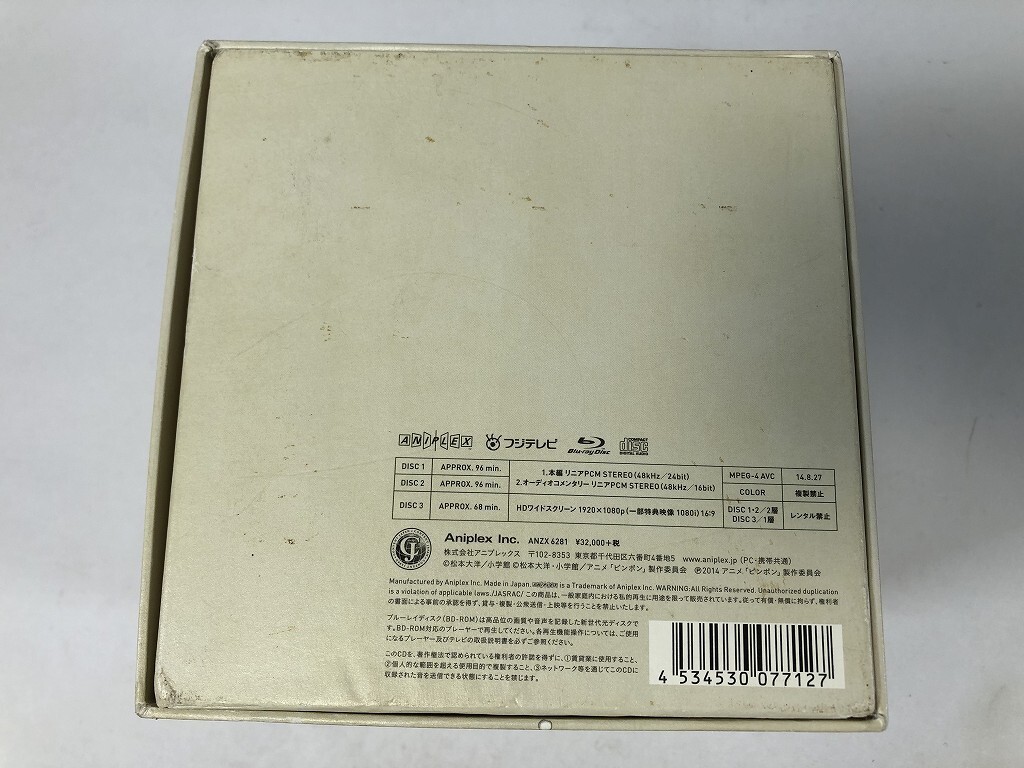 ANIPLEX フジテレビ Blu-ray Disc COMPACT disc DIGITAL AUDIO
DISC 1 APPROX. 96 min. 1.本編 リニアPCM STEREO(48kHz/24bit) MPEG-4 AVC 14.8.27
DISC 2 APPROX. 96 min. 2.オーディオコメンタリー リニアPCM STEREO(48kHz/16bit) COLOR 複製禁止
DISC 3 APPROX. 68 min. HDワイドスクリーン 1920×1080p(一部特典映像 1080i)16:9 DISC 1・2/2層 DISC 3/1層 レンタル禁止
Aniplex Inc. ANZX 6281 ¥32,000+税
株式会社アニプレックス 〒102-8353 東京都千代田区六番町4番地5 www.aniplex.jp (PC・携帯共通)
©松本大洋/小学館 ©松本大洋・小学館/アニメ「ピンポン」製作委員会 ℗2014 アニメ「ピンポン」製作委員会
Manufactured by Aniplex Inc. Made in Japan. ANIPLEX is a Trademark of Aniplex Inc. WARNING:All Rights Reserved. Unauthorized duplication
is a violation of applicable laws./JASRAC/ この商品は、一般家庭内における私的再生に用途を限って販売されています。従って有償・無償に拘らず、権利者
の書面による事前の承認を得ず、貸与・複製・公衆送信・上映等を行うことを禁止いたします。
ブルーレイディスク(BD-ROM)は高品位の画質や音声を記録した新世代光ディスクで
す。BD-ROM対応のプレーヤーで再生してください。各再生機能操作については、ご使用
になるプレーヤー及びテレビの取扱説明書を必ずご参照ください。
このCDを、著作権法で認められている権利者の許諾を得ずに、①賃貸業に使用すること、
②個人的な範囲を超える使用目的で複製すること、③ネットワーク等を通じてこのCDに
収録された音を送信できる状態にすることを禁じます。
4 534530 077127